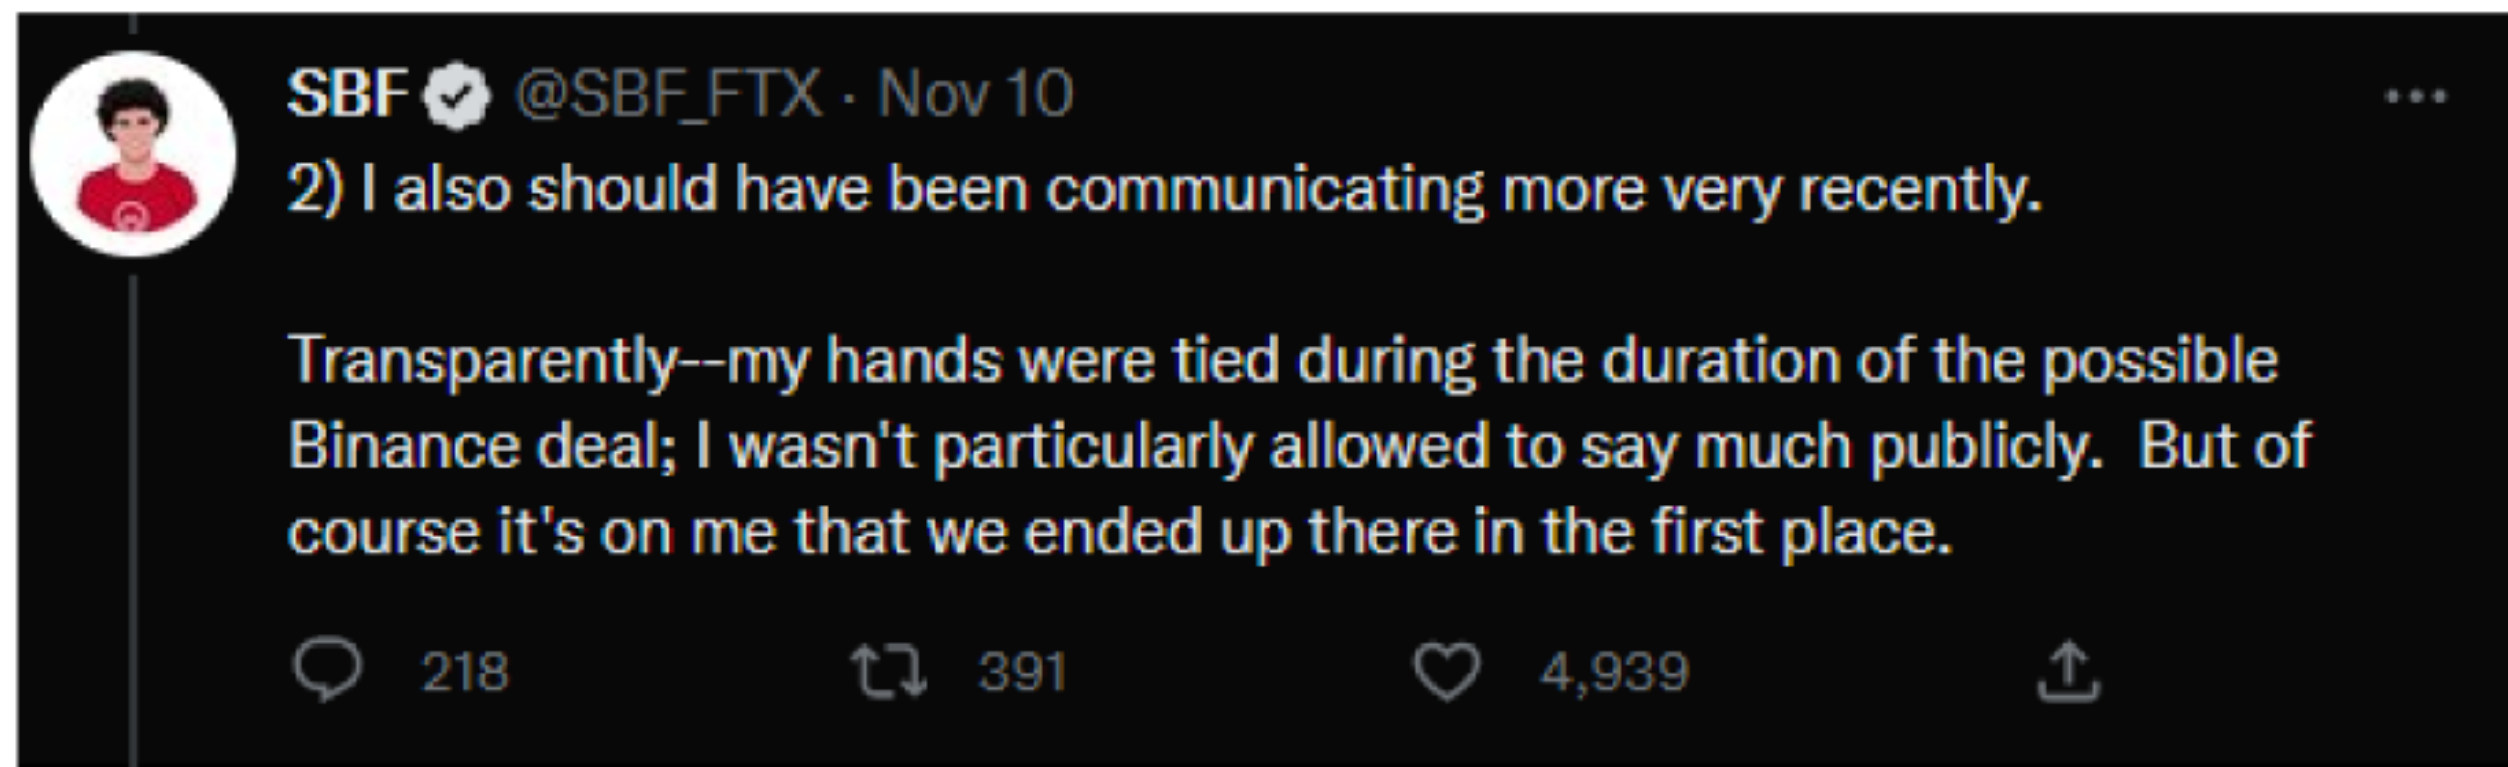 SBF @SBF_FTX · Nov 10
2) I also should have been communicating more very recently.
Transparently--my hands were tied during the duration of the possible
Binance deal; I wasn't particularly allowed to say much publicly.  But of
course it's on me that we ended up there in the first place.
218 391 4,939